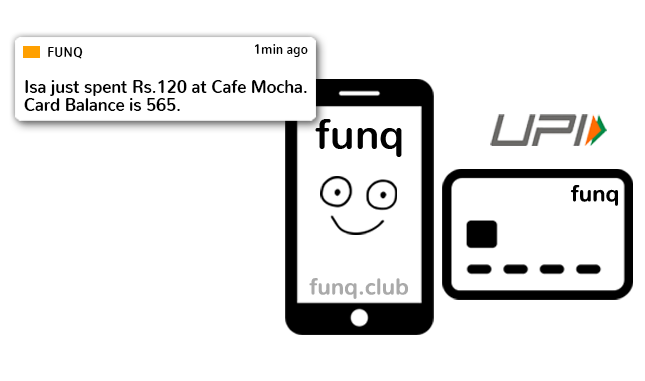 FUNQ
1min ago
Isa just spent Rs.120 at Cafe Mocha.
Card Balance is 565.
funq
funq.club
UPI
funq